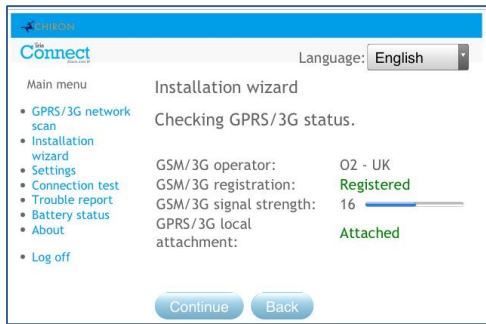 CHIRON
Tele
Connect
Language: English
Main menu
GPRS/3G network
scan
Installation
wizard
Settings
Connection test
Trouble report
Battery status
About
Log off
Installation wizard
Checking GPRS/3G status.
GSM/3G operator: O2 - UK
GSM/3G registration: Registered
GSM/3G signal strength: 16
GPRS/3G local
attachment: Attached
Continue Back